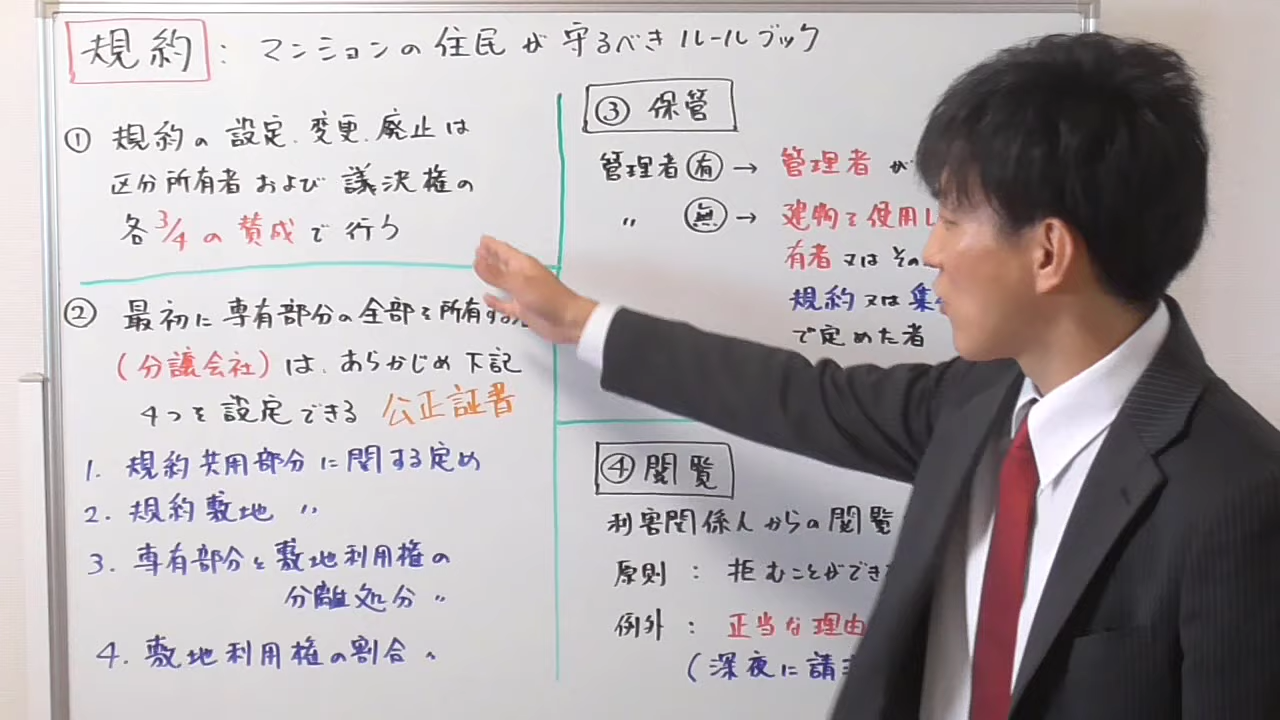 規約 : マンションの住民が守るべきルールブック
① 規約の設定、変更、廃止は
区分所有者および議決権の
各3/4の賛成で行う
② 最初に専有部分の全部を所有する
(分譲会社)は、あらかじめ下記
4つを設定できる 公正証書
1. 規約共用部分に関する定め
2. 規約敷地 〃
3. 専有部分と敷地利用権の
分離処分 〃
4. 敷地利用権の割合 〃
③ 保管
管理者有→ 管理者が
〃 無→ 建物を使用し
有者又はその
規約又は集
で定めた者
④ 閲覧
利害関係人からの閲覧
原則 : 拒むことができ
例外 : 正当な理由
(深夜に請